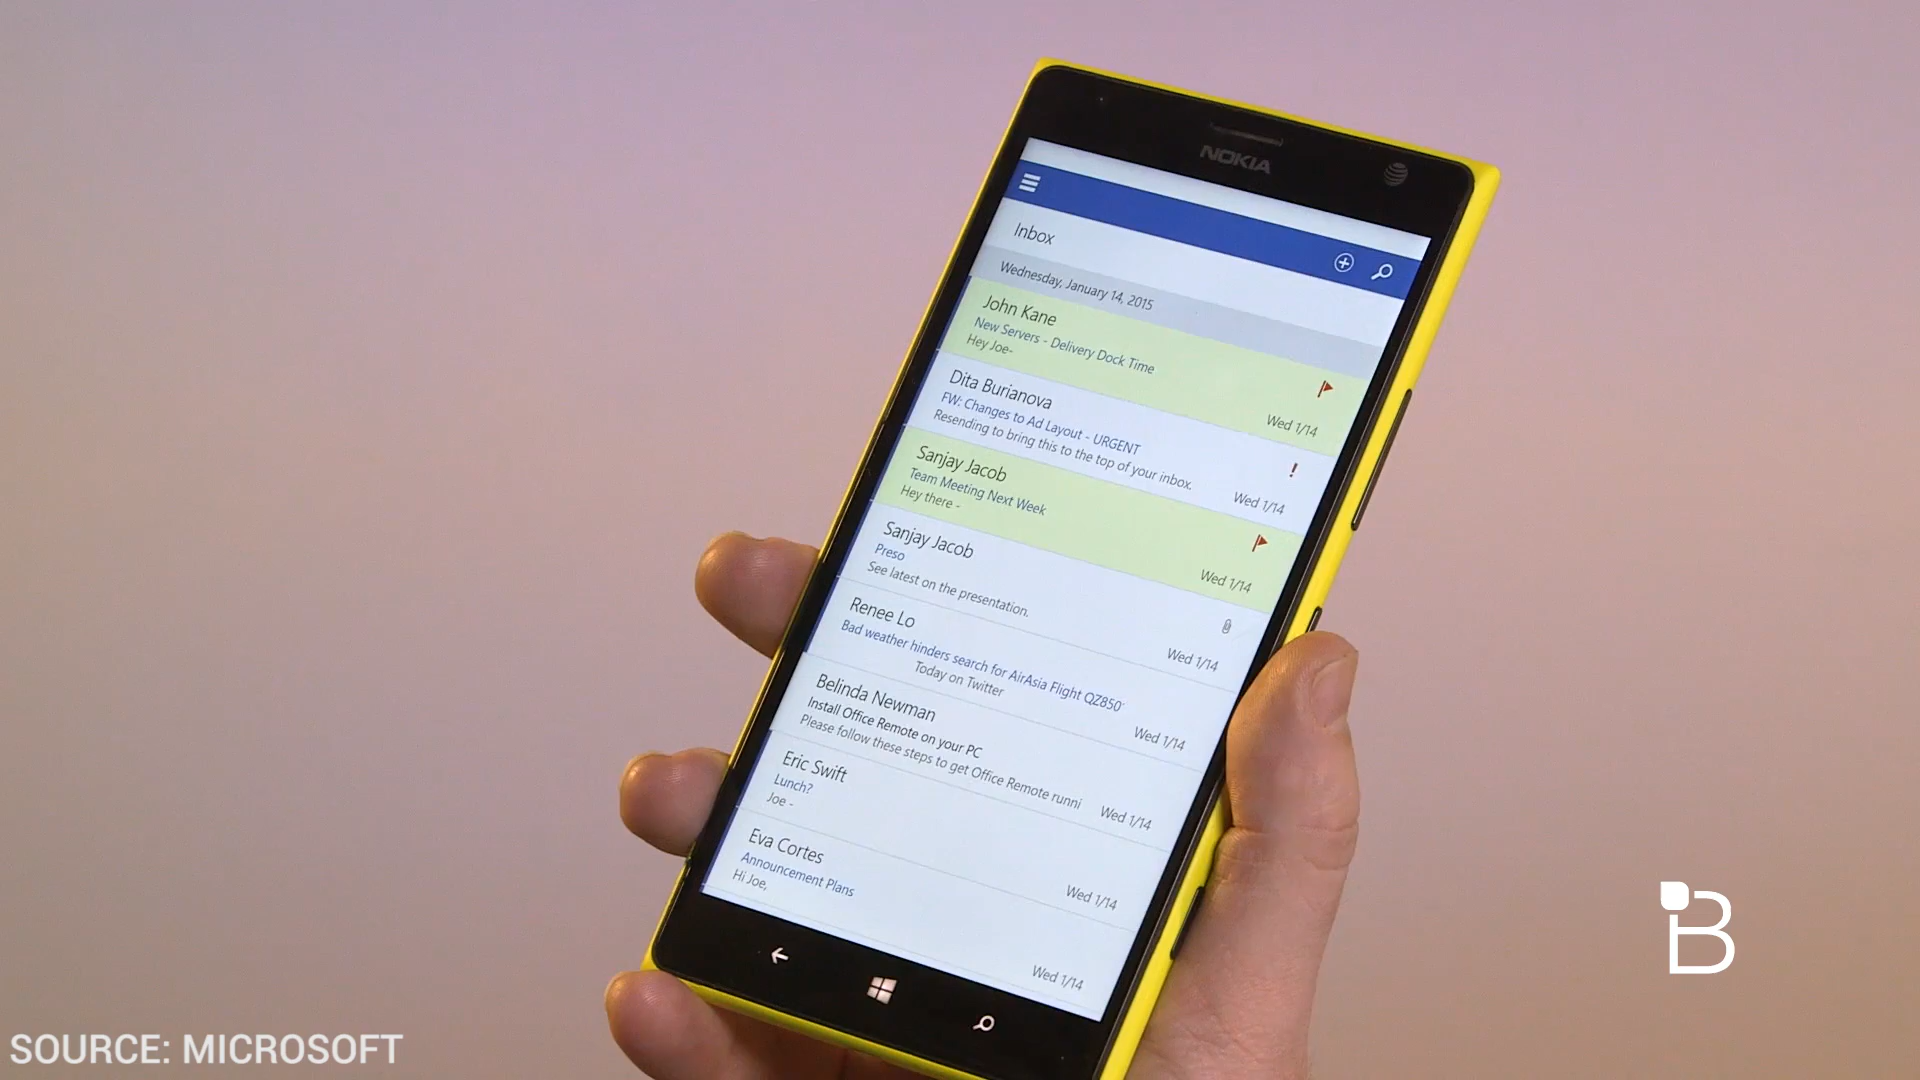 NOKIA
Inbox
Wednesday, January 14, 2015
John Kane
New Servers - Delivery Dock Time
Hey Joe-
Wed 1/14
Dita Burianova
FW: Changes to Ad Layout - URGENT
Resending to bring this to the top of your inbox.
Wed 1/14
Sanjay Jacob
Team Meeting Next Week
Hey there -
Wed 1/14
Sanjay Jacob
Preso
See latest on the presentation.
Wed 1/14
Renee Lo
Bad weather hinders search for AirAsia Flight QZ850
Today on Twitter
Wed 1/14
Belinda Newman
Install Office Remote on your PC
Please follow these steps to get Office Remote runni
Wed 1/14
Eric Swift
Lunch?
Joe -
Wed 1/14
Eva Cortes
Announcement Plans
Hi Joe,
Wed 1/14
B
SOURCE: MICROSOFT